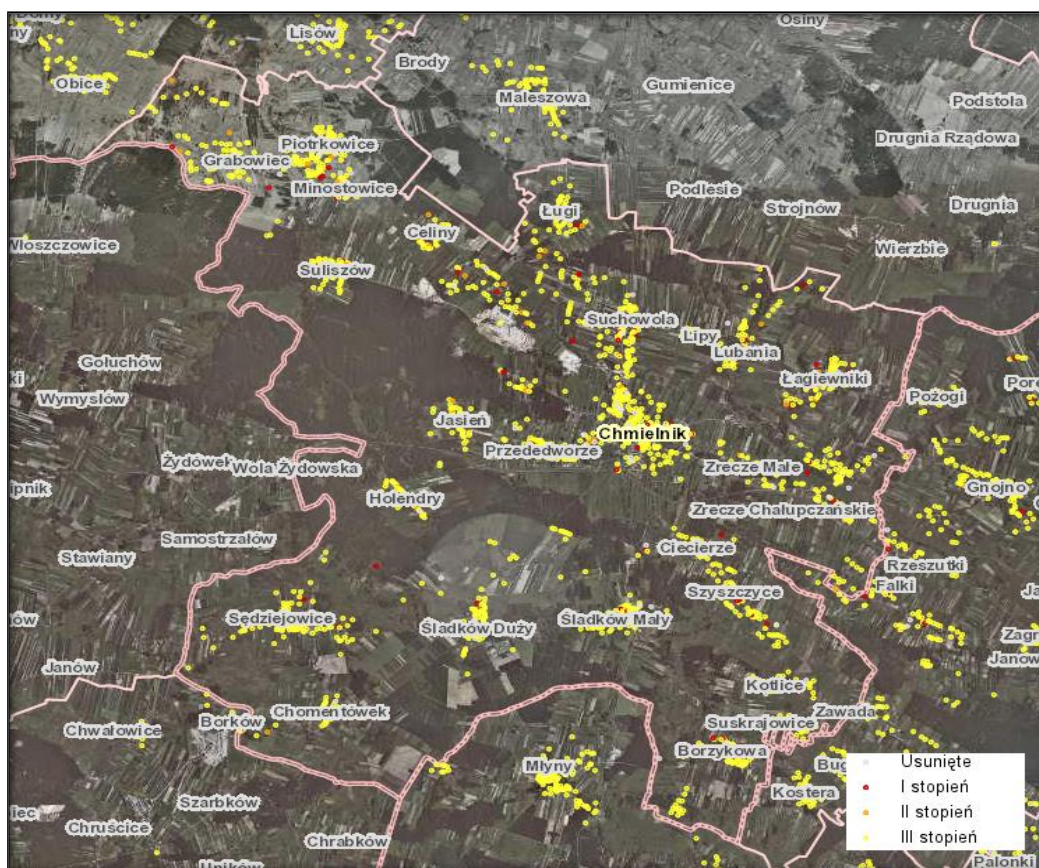 Domy
Lisów
Osiny
Brody
Obice
Maleszowa
Gumienice
Podstoła
Drugnia Rządowa
Piotrkowice
Grabowiec
Minostowice
Podlesie
Drugnia
Ługi
Strojnów
Celiny
Włoszczowice
Wierzbie
Suliszów
Suchowola
Lipy
Lubania
Gołuchów
Łagiewniki
Wymysłów
Pożogi
Jasień
Chmielnik
Przededworze
Żydówek
Wola Żydowska
Zrecze Małe
Gnojno
Holendry
Zrecze Chałupczańskie
Samostrzałów
Ciecierze
Stawiany
Rzeszutki
Falki
Szyszczyce
Sędziejowice
Śladków Duży
Śladków Mały
Janów
Kotlice
Chomentówek
Zawada
Borków
Suskrajowice
Chwałowice
Borzykowa
Młyny
Usunięte
I stopień
Kostera
Szarbków
II stopień
Chruścice
Chrabków
III stopień
Palonki